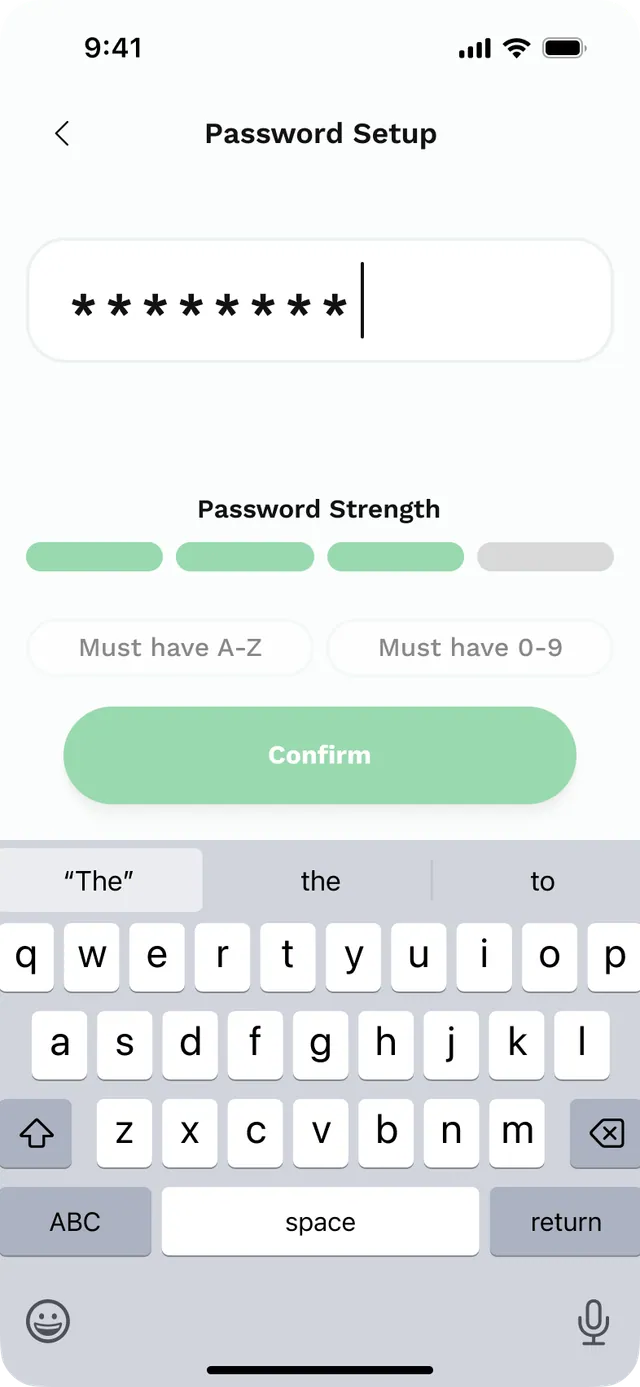 9:41
Password Setup
********
Password Strength
Must have A-Z Must have 0-9
Confirm
“The” the to
q w e r t y u i o p
a s d f g h j k l
z x c v b n m
ABC space return